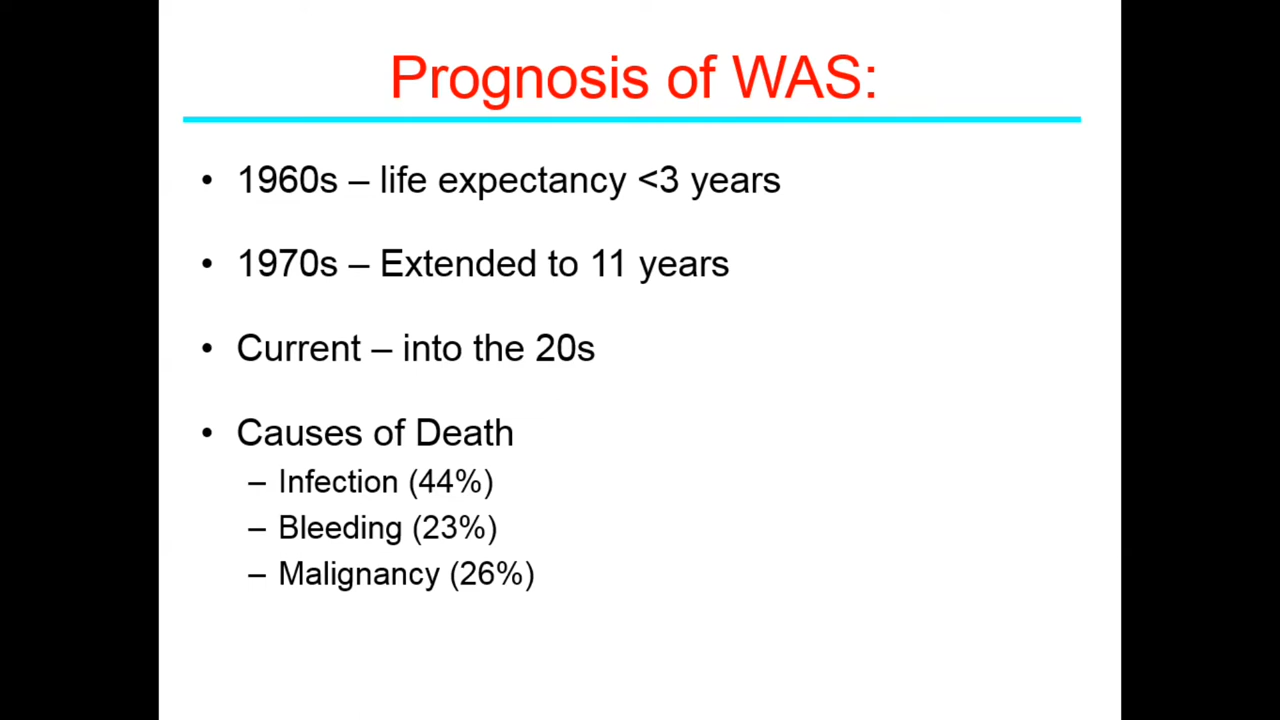 Prognosis of WAS:
• 1960s – life expectancy <3 years
• 1970s – Extended to 11 years
• Current – into the 20s
• Causes of Death
– Infection (44%)
– Bleeding (23%)
– Malignancy (26%)